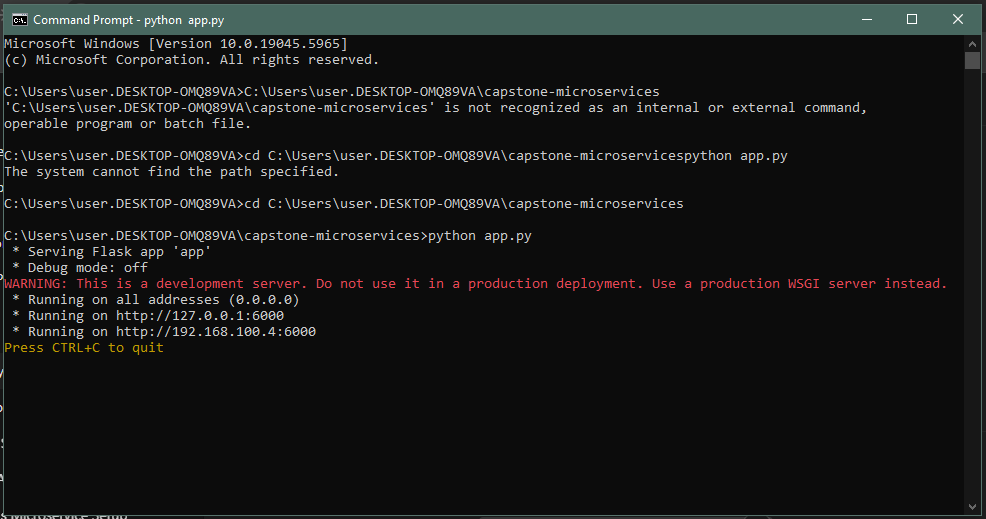 Command Prompt - python  app.py
Microsoft Windows [Version 10.0.19045.5965]
(c) Microsoft Corporation. All rights reserved.
C:\Users\user.DESKTOP-OMQ89VA>C:\Users\user.DESKTOP-OMQ89VA\capstone-microservices
'C:\Users\user.DESKTOP-OMQ89VA\capstone-microservices' is not recognized as an internal or external command,
operable program or batch file.
C:\Users\user.DESKTOP-OMQ89VA>cd C:\Users\user.DESKTOP-OMQ89VA\capstone-microservicespython app.py
The system cannot find the path specified.
C:\Users\user.DESKTOP-OMQ89VA>cd C:\Users\user.DESKTOP-OMQ89VA\capstone-microservices
C:\Users\user.DESKTOP-OMQ89VA\capstone-microservices>python app.py
 * Serving Flask app 'app'
 * Debug mode: off
WARNING: This is a development server. Do not use it in a production deployment. Use a production WSGI server instead.
 * Running on all addresses (0.0.0.0)
 * Running on http://127.0.0.1:6000
 * Running on http://192.168.100.4:6000
Press CTRL+C to quit